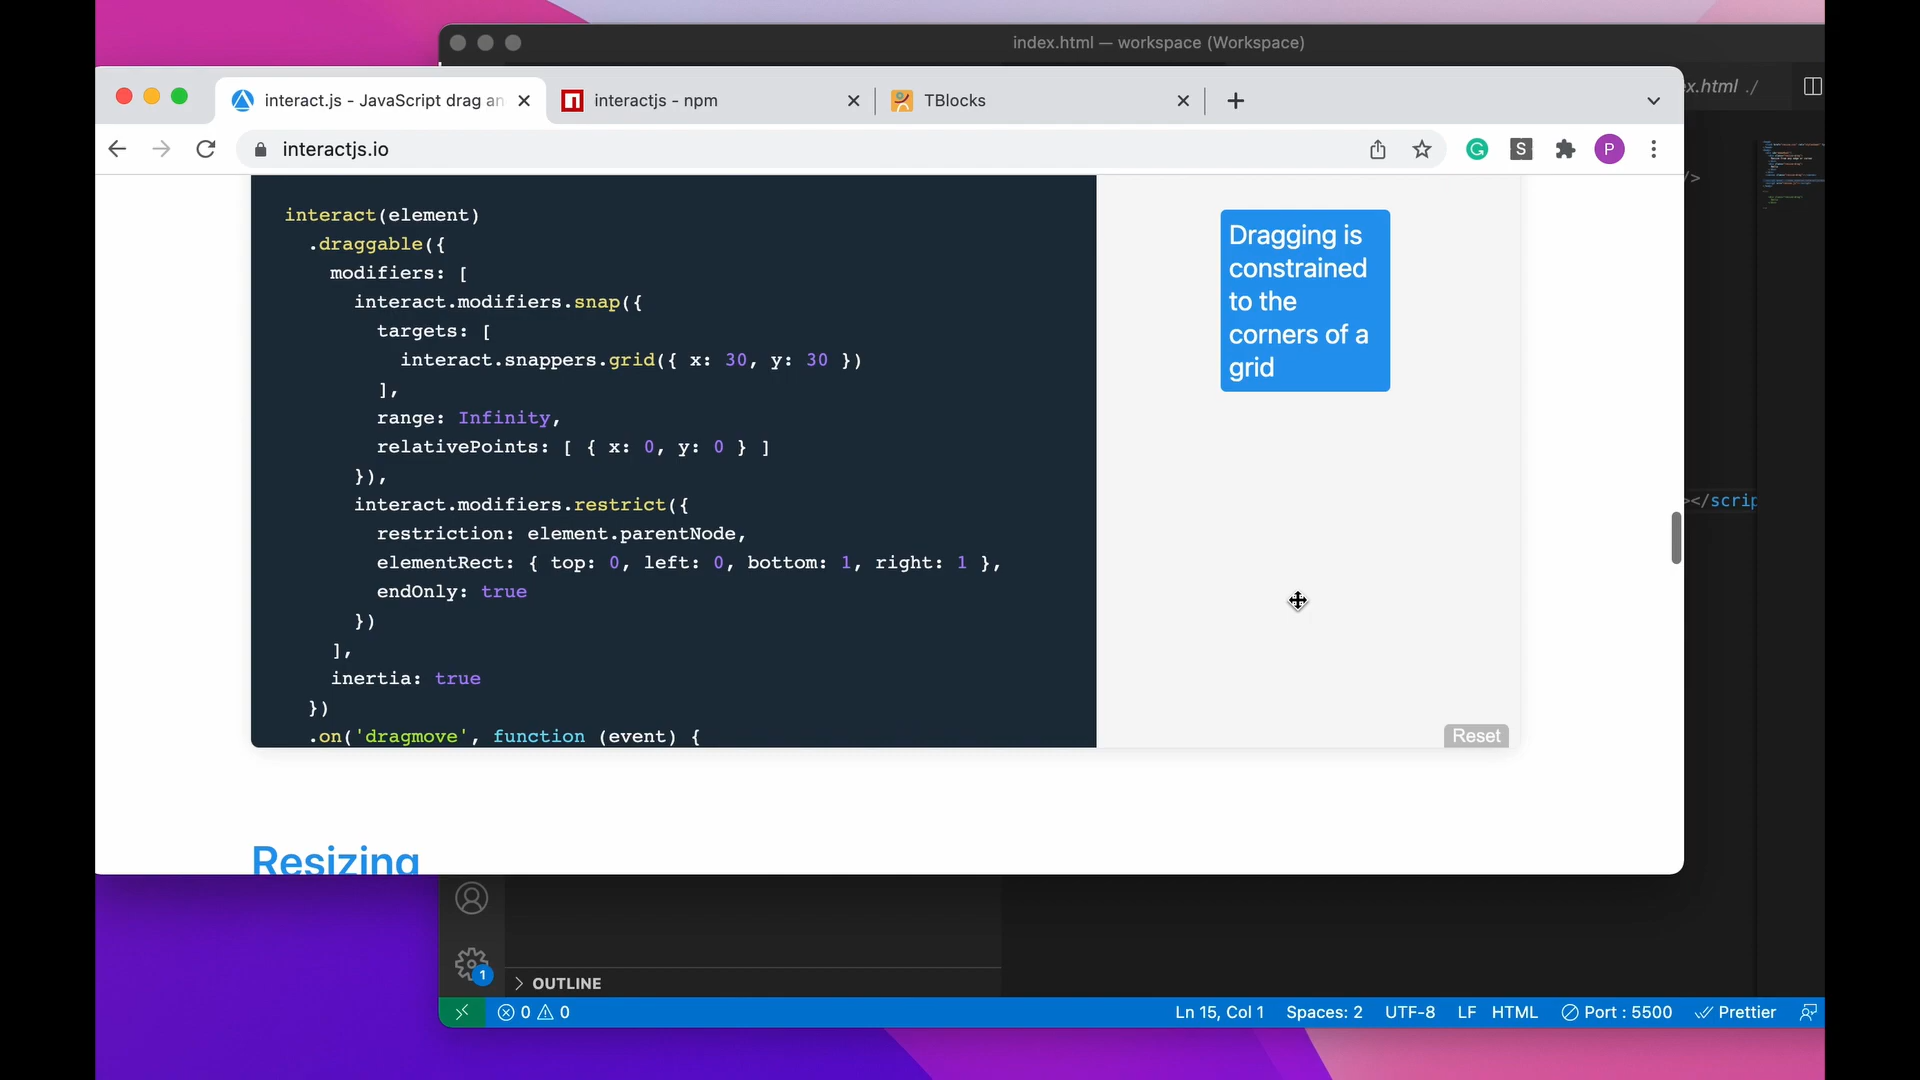 index.html — workspace (Workspace)
interact.js - JavaScript drag an
interactjs - npm
TBlocks
x.html ./
interactjs.io
S
P
interact(element)
.draggable({
modifiers: [
interact.modifiers.snap({
targets: [
interact.snappers.grid({ x: 30, y: 30 })
],
range: Infinity,
relativePoints: [ { x: 0, y: 0 } ]
}),
interact.modifiers.restrict({
restriction: element.parentNode,
elementRect: { top: 0, left: 0, bottom: 1, right: 1 },
endOnly: true
})
],
inertia: true
})
.on('dragmove', function (event) {
Dragging is
constrained
to the
corners of a
grid
Reset
/>
></scrip
Resizing
1
OUTLINE
0 0
Ln 15, Col 1
Spaces: 2
UTF-8
LF
HTML
Port : 5500
Prettier